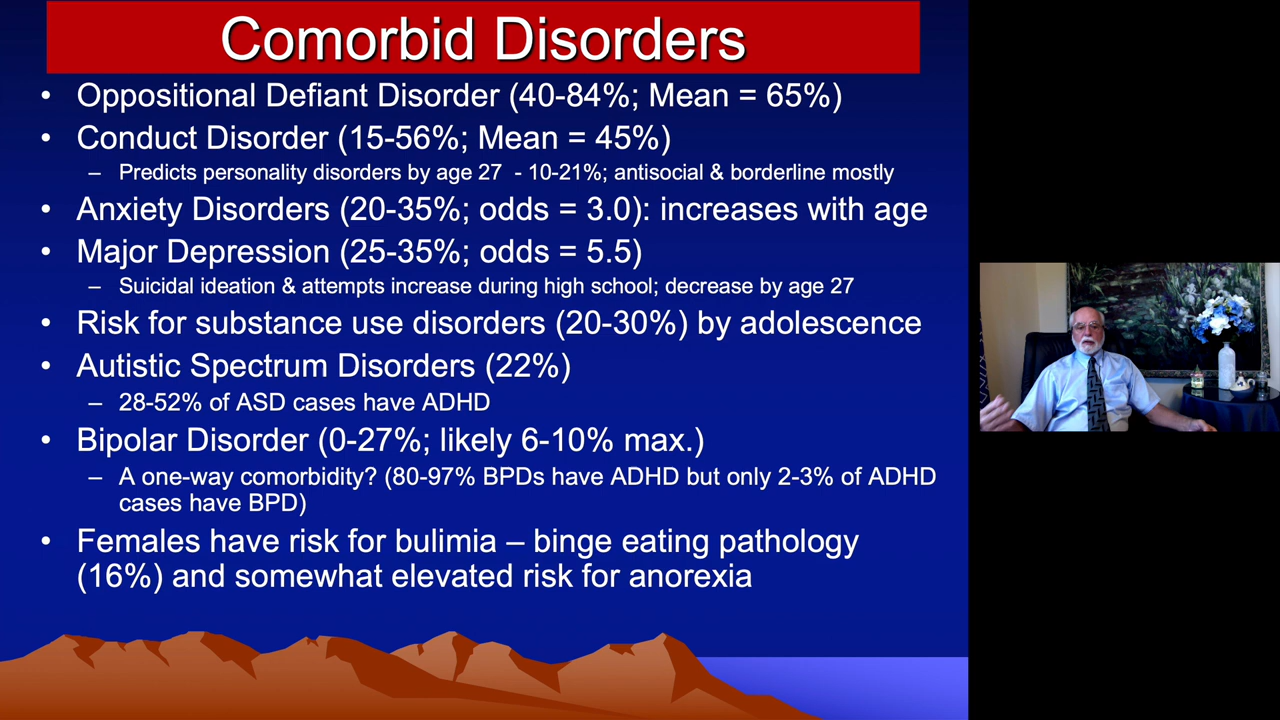 Comorbid Disorders
• Oppositional Defiant Disorder (40-84%; Mean = 65%)
• Conduct Disorder (15-56%; Mean = 45%)
– Predicts personality disorders by age 27 - 10-21%; antisocial & borderline mostly
• Anxiety Disorders (20-35%; odds = 3.0): increases with age
• Major Depression (25-35%; odds = 5.5)
– Suicidal ideation & attempts increase during high school; decrease by age 27
• Risk for substance use disorders (20-30%) by adolescence
• Autistic Spectrum Disorders (22%)
– 28-52% of ASD cases have ADHD
• Bipolar Disorder (0-27%; likely 6-10% max.)
– A one-way comorbidity? (80-97% BPDs have ADHD but only 2-3% of ADHD
cases have BPD)
• Females have risk for bulimia – binge eating pathology
(16%) and somewhat elevated risk for anorexia